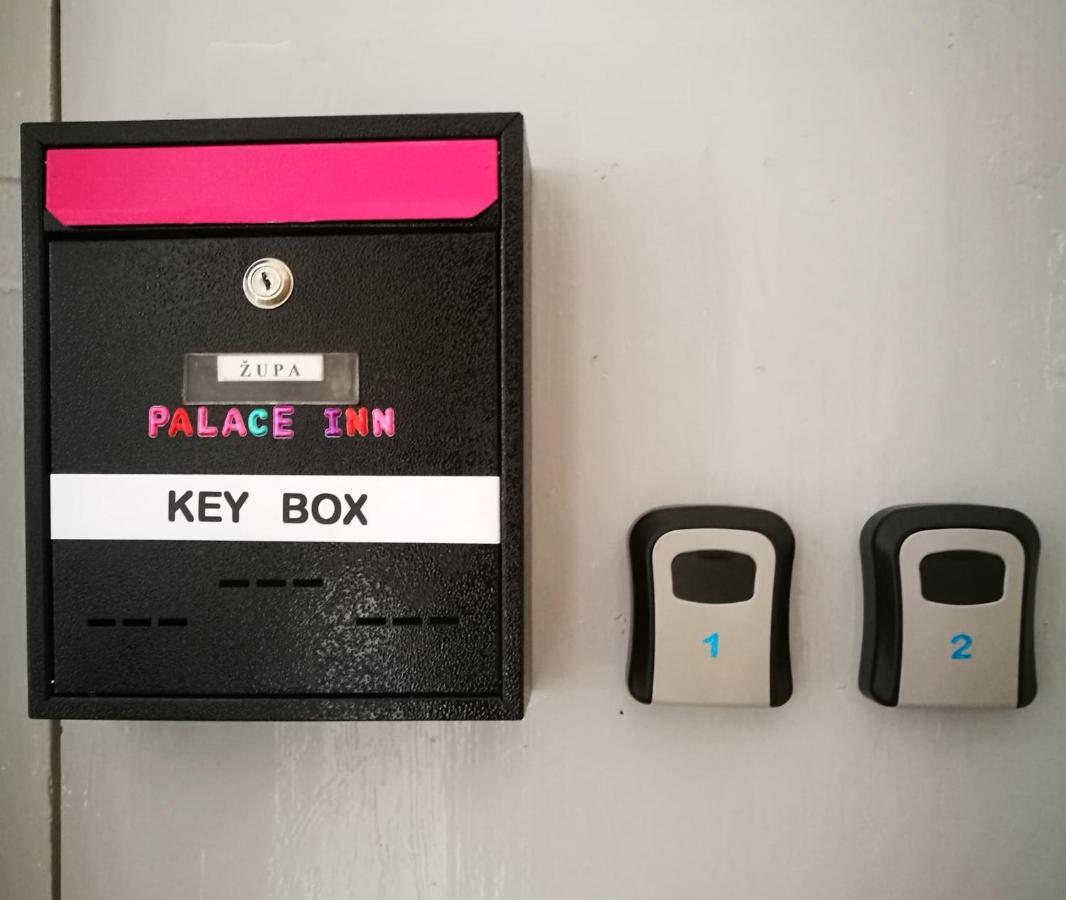 ŽUPA
PALACE INN
KEY BOX
1
2